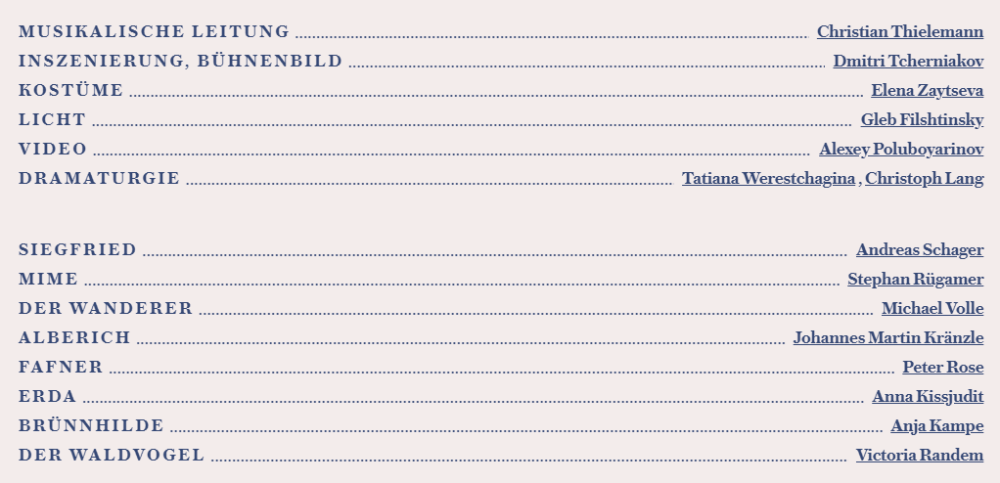 MUSIKALISCHE LEITUNG Christian Thielemann
INSZENIERUNG, BÜHNENBILD Dmitri Tcherniakov
KOSTÜME Elena Zaytseva
LICHT Gleb Filshtinsky
VIDEO Alexey Poluboyarinov
DRAMATURGIE Tatiana Werestchagina , Christoph Lang
SIEGFRIED Andreas Schager
MIME Stephan Rügamer
DER WANDERER Michael Volle
ALBERICH Johannes Martin Kränzle
FAFNER Peter Rose
ERDA Anna Kissjudit
BRÜNNHILDE Anja Kampe
DER WALDVOGEL Victoria Randem